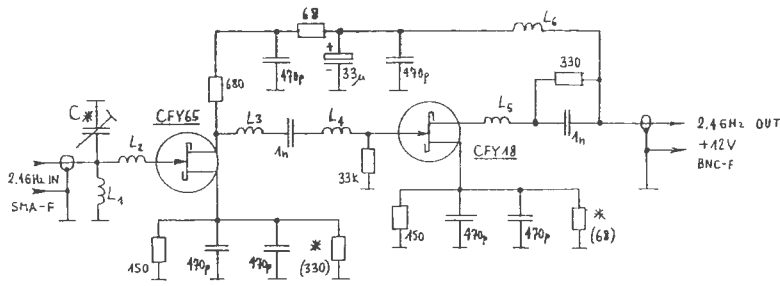 68
L6
+
-
470p
33µ
470p
330
680
C*
CFY65
L3
L4
L5
1n
1n
2.4GHz OUT
+12V
BNC-F
L2
CFY18
33k
2.4GHz IN
SMA-F
L1
150
470p
470p
*
(68)
150
470p
470p
*
(330)